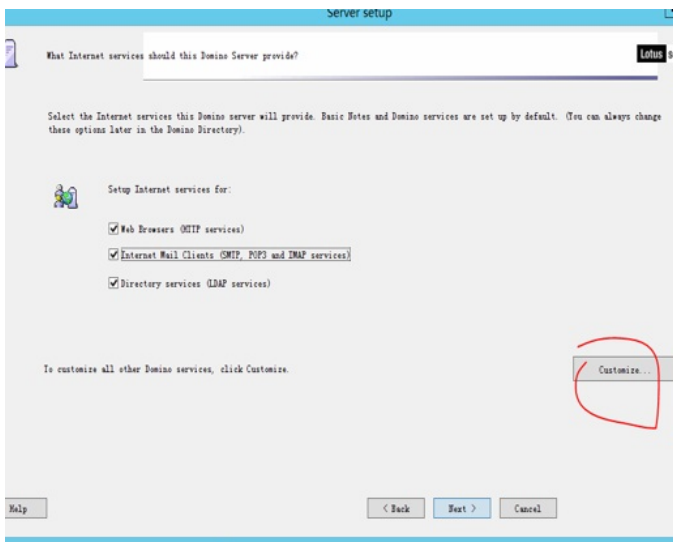 Server setup
What Internet services should this Domino Server provide?
Lotus
Select the Internet services this Domino server will provide. Basic Notes and Domino services are set up by default. (You can always change
these options later in the Domino Directory).
Setup Internet services for:
Web Browsers (HTTP services)
Internet Mail Clients (SMTP, POP3 and IMAP services)
Directory services (LDAP services)
To customize all other Domino services, click Customize.
Customize...
Help
< Back
Next >
Cancel